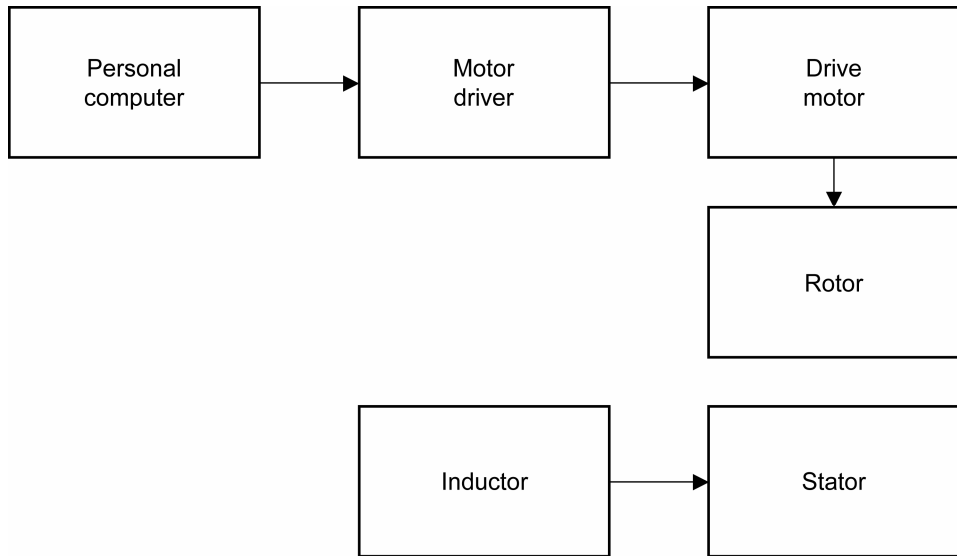 Personal
computer
Motor
driver
Drive
motor
Rotor
Inductor
Stator